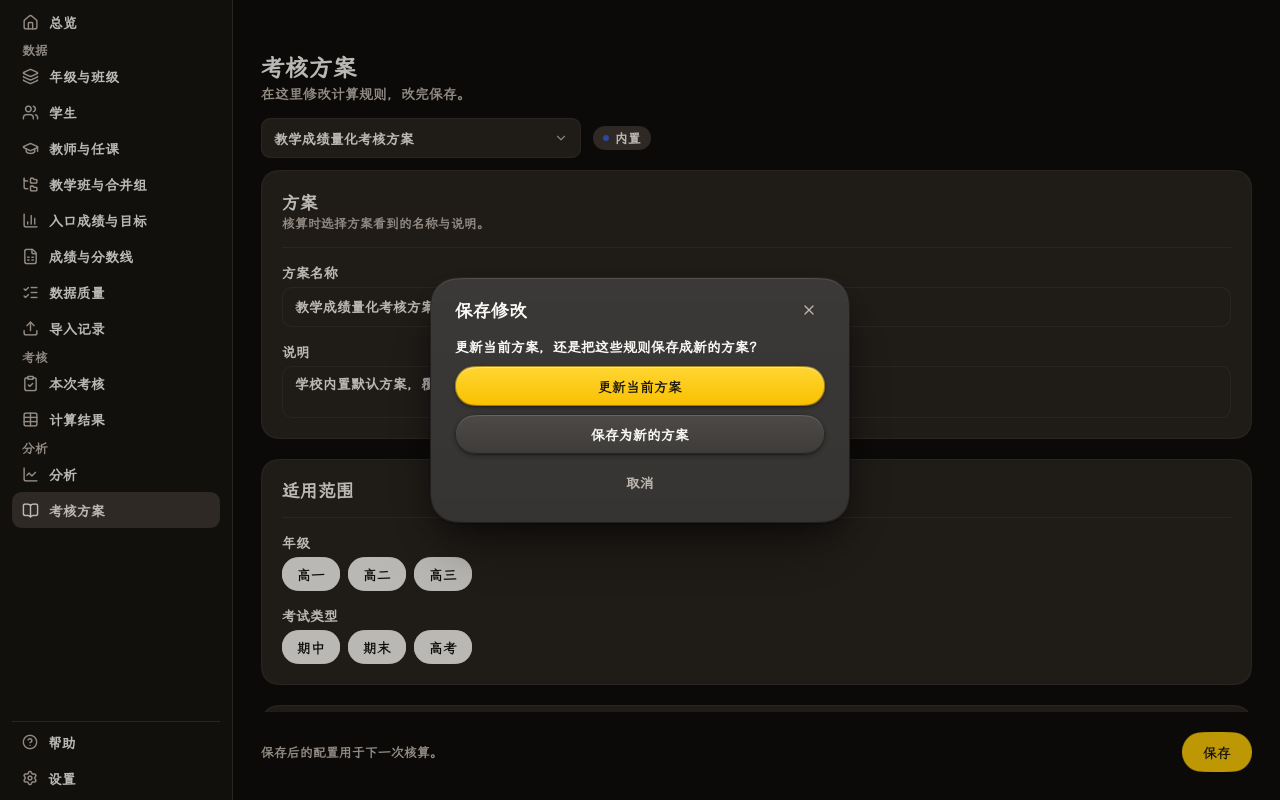 总览
数据
年级与班级
学生
教师与任课
教学班与合并组
入口成绩与目标
成绩与分数线
数据质量
导入记录
考核
本次考核
计算结果
分析
分析
考核方案
帮助
设置
考核方案
在这里修改计算规则，改完保存。
教学成绩量化考核方案
内置
方案
核算时选择方案看到的名称与说明。
方案名称
教学成绩量化考核方案
说明
学校内置默认方案，
保存修改
更新当前方案，还是把这些规则保存成新的方案？
更新当前方案
保存为新的方案
取消
适用范围
年级
高一 高二 高三
考试类型
期中 期末 高考
保存后的配置用于下一次核算。
保存